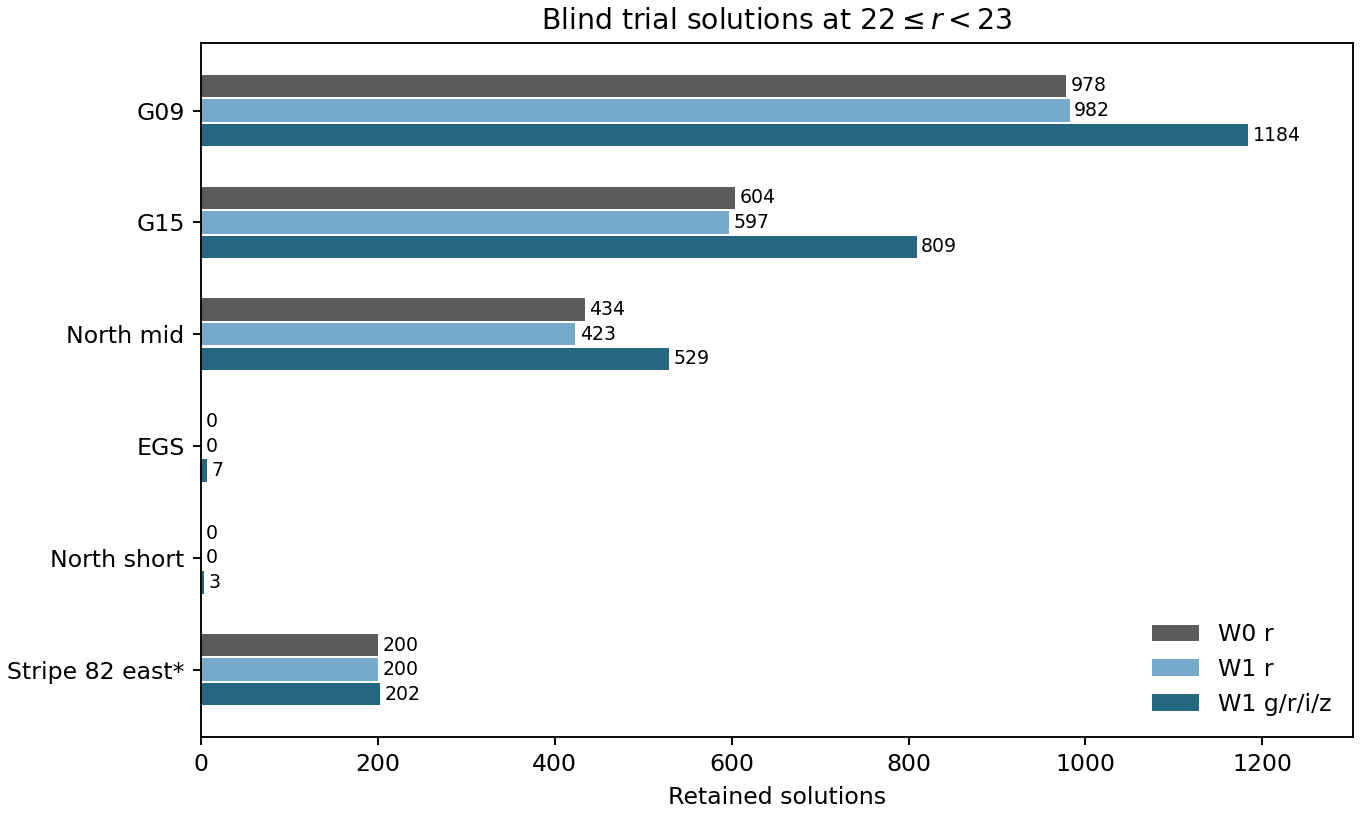 Blind trial solutions at 22 ≤ r < 23
G09
978
982
1184
G15
604
597
809
North mid
434
423
529
EGS
0
0
7
North short
0
0
3
Stripe 82 east*
200
200
202
W0 r
W1 r
W1 g/r/i/z
0 200 400 600 800 1000 1200
Retained solutions